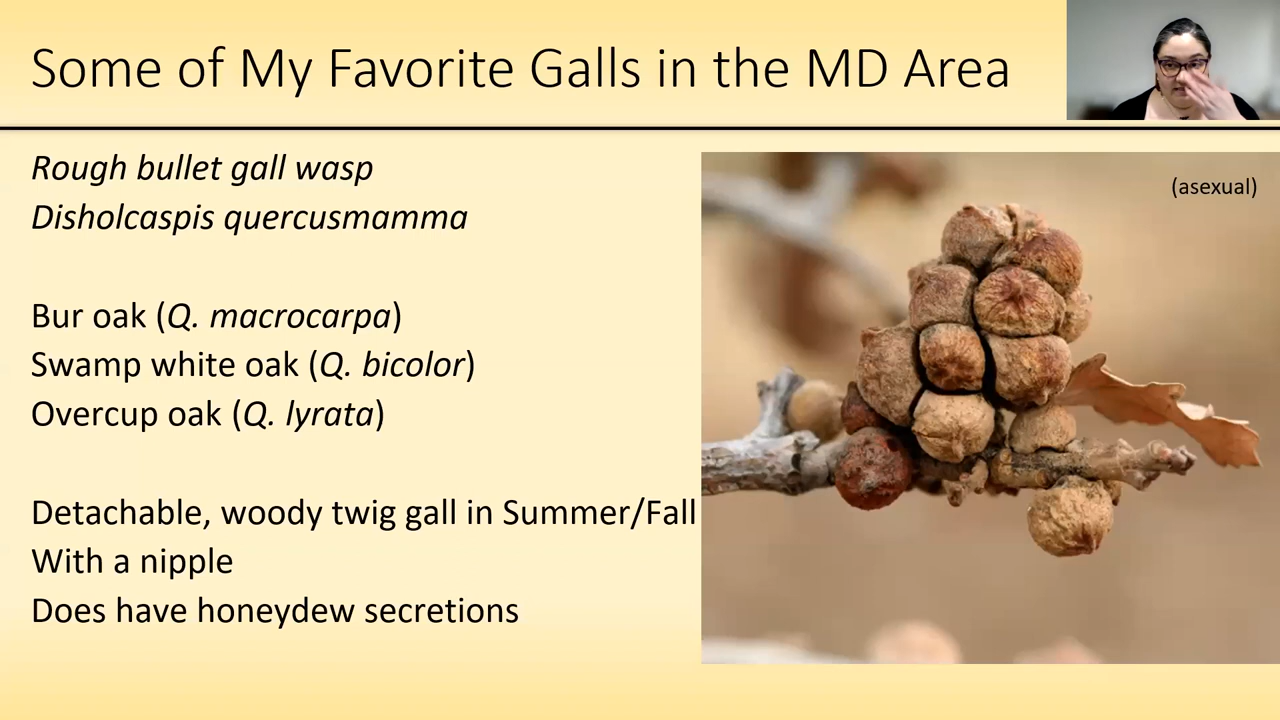 Some of My Favorite Galls in the MD Area
Rough bullet gall wasp
Disholcaspis quercusmamma
Bur oak (Q. macrocarpa)
Swamp white oak (Q. bicolor)
Overcup oak (Q. lyrata)
Detachable, woody twig gall in Summer/Fall
With a nipple
Does have honeydew secretions
(asexual)